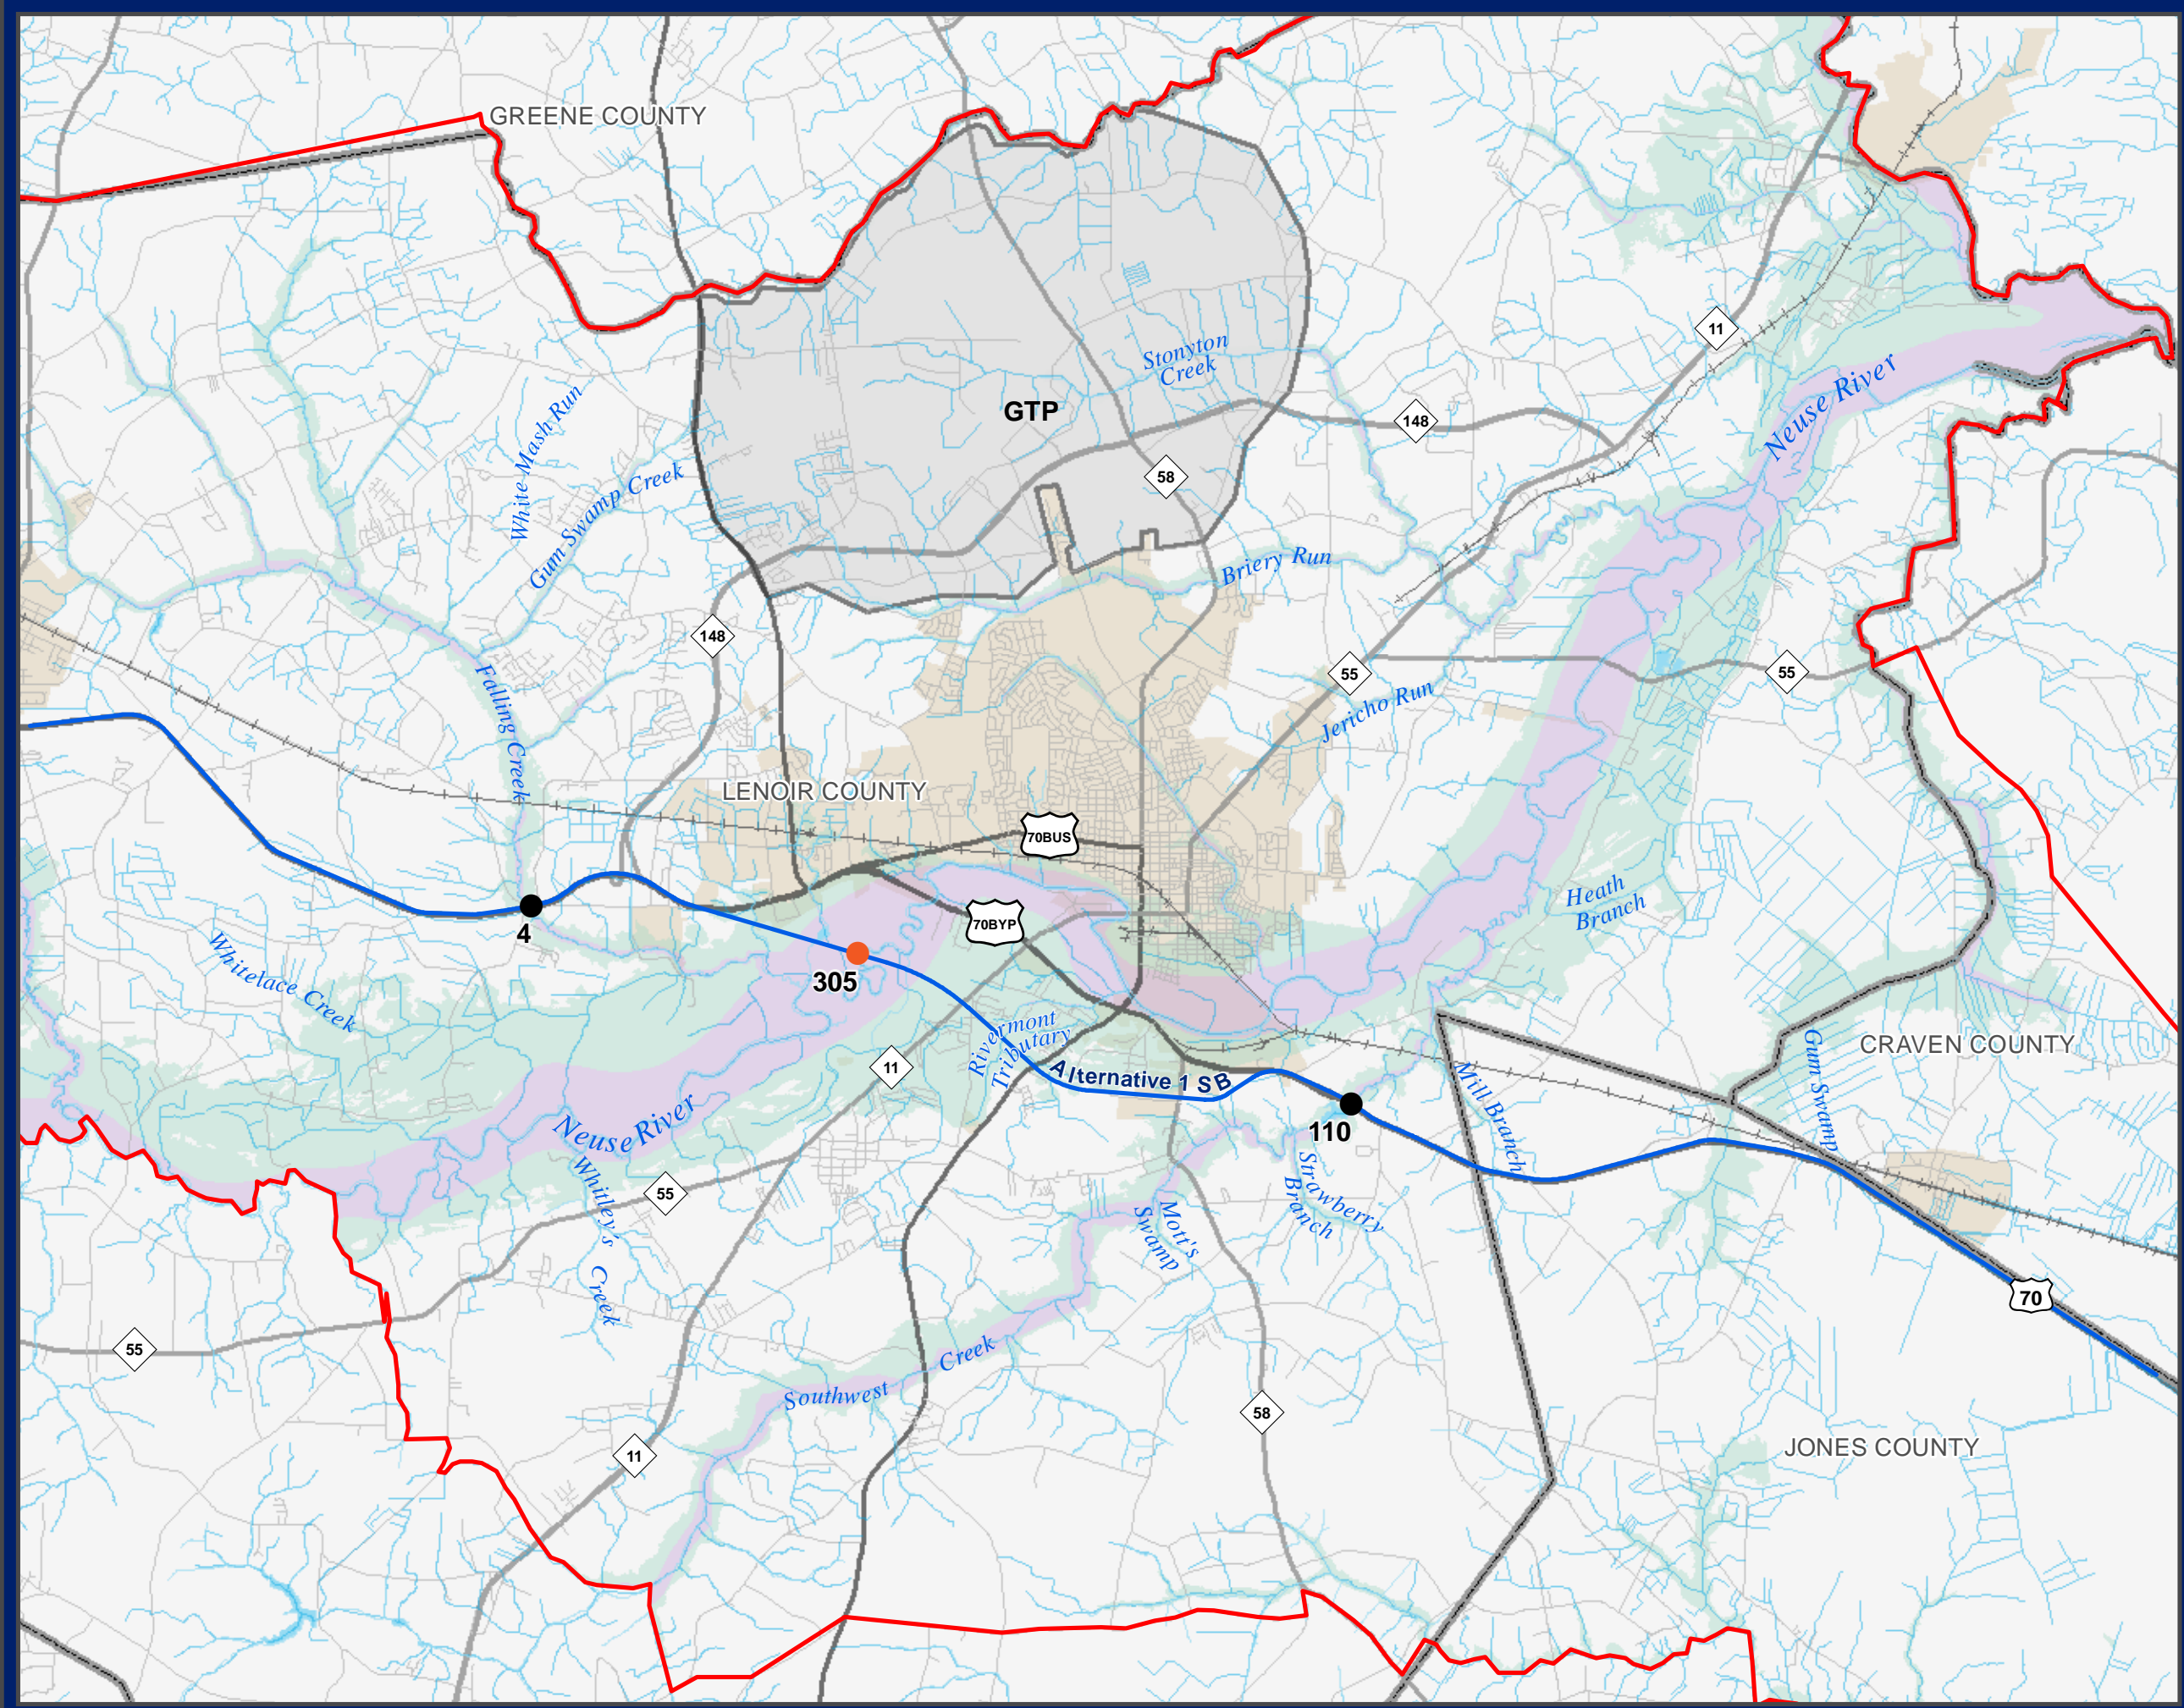 GREENE COUNTY
11
Stonyton
Creek
Neuse River
GTP
148
White Mash Run
58
Gum Swamp Creek
Briery Run
148
55
55
Falling Creek
Jericho Run
LENOIR COUNTY
70BUS
Heath
Branch
4
70BYP
Whitelace Creek
305
Rivermont
Tributary
11
CRAVEN COUNTY
Gum Swamp
Alternative 1 SB
Mill Branch
Neuse River
110
55
Whitley's
Creek
Strawberry
Branch
Mott's
Swamp
70
55
Creek
Southwest
58
JONES COUNTY
11